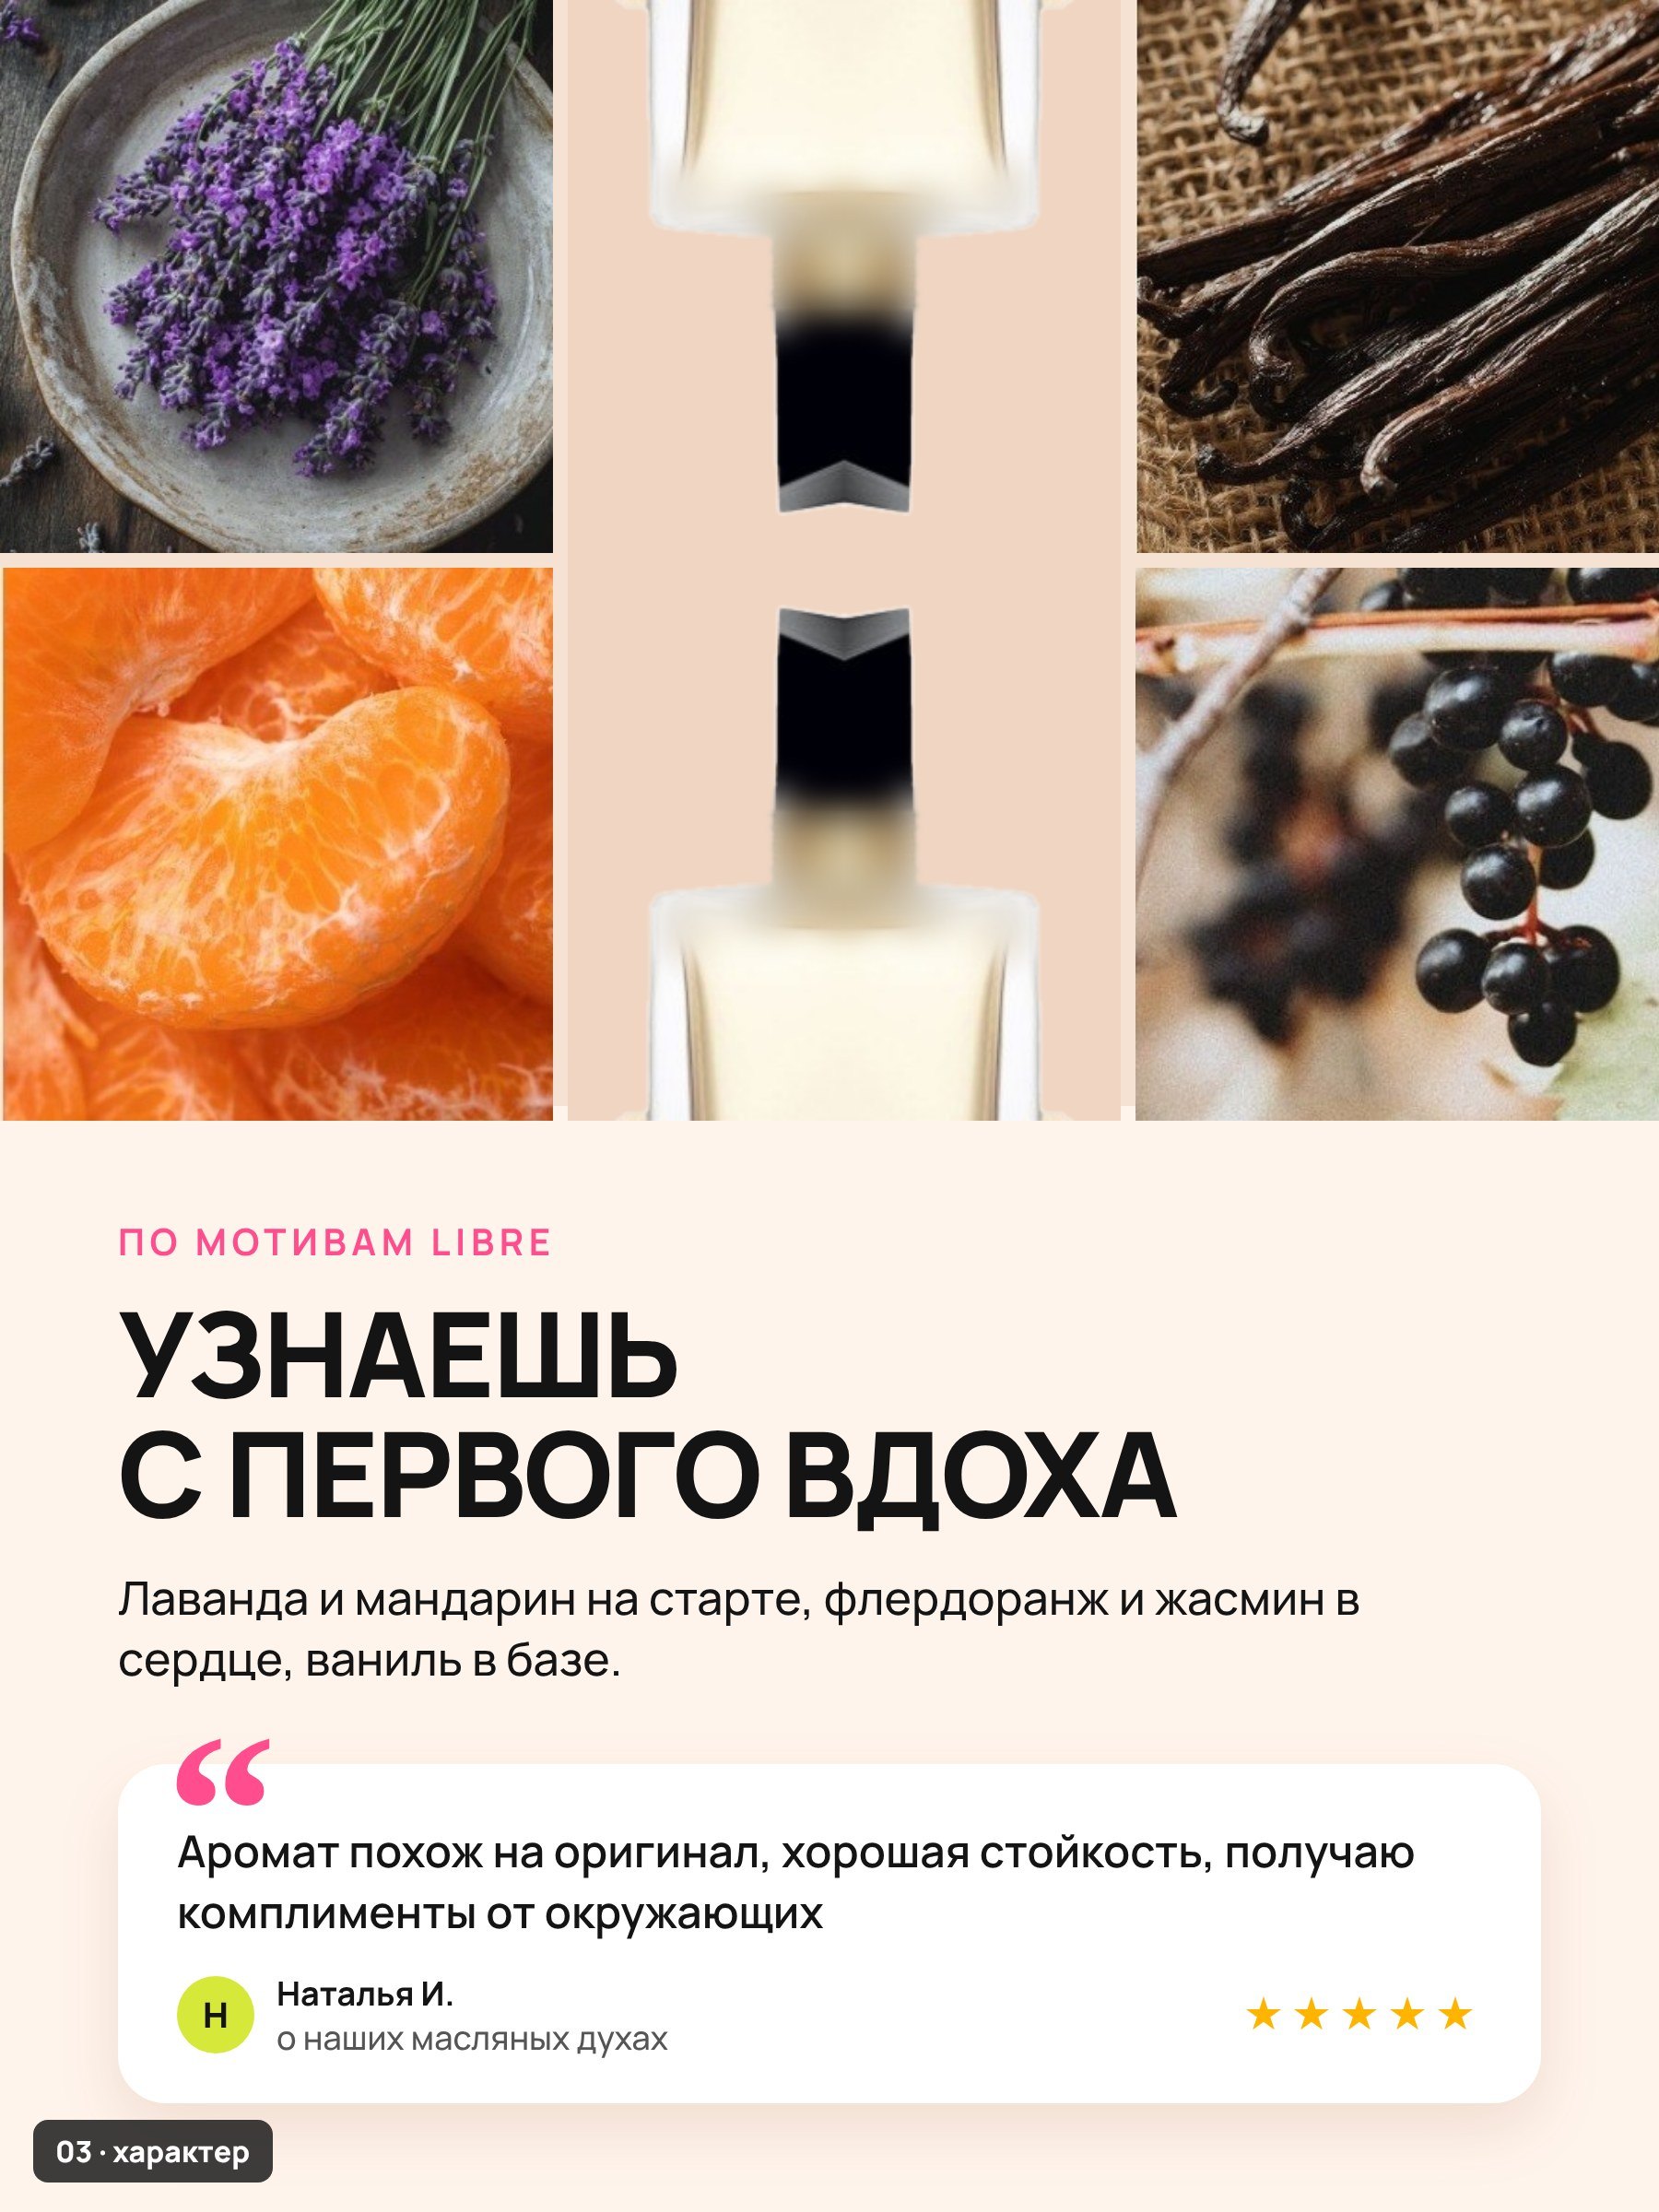 ПО МОТИВАМ LIBRE
УЗНАЕШЬ
С ПЕРВОГО ВДОХА
Лаванда и мандарин на старте, флердоранж и жасмин в
сердце, ваниль в базе.
“
Аромат похож на оригинал, хорошая стойкость, получаю
комплименты от окружающих
Н
Наталья И.
о наших масляных духах
★★★★★
03 · характер